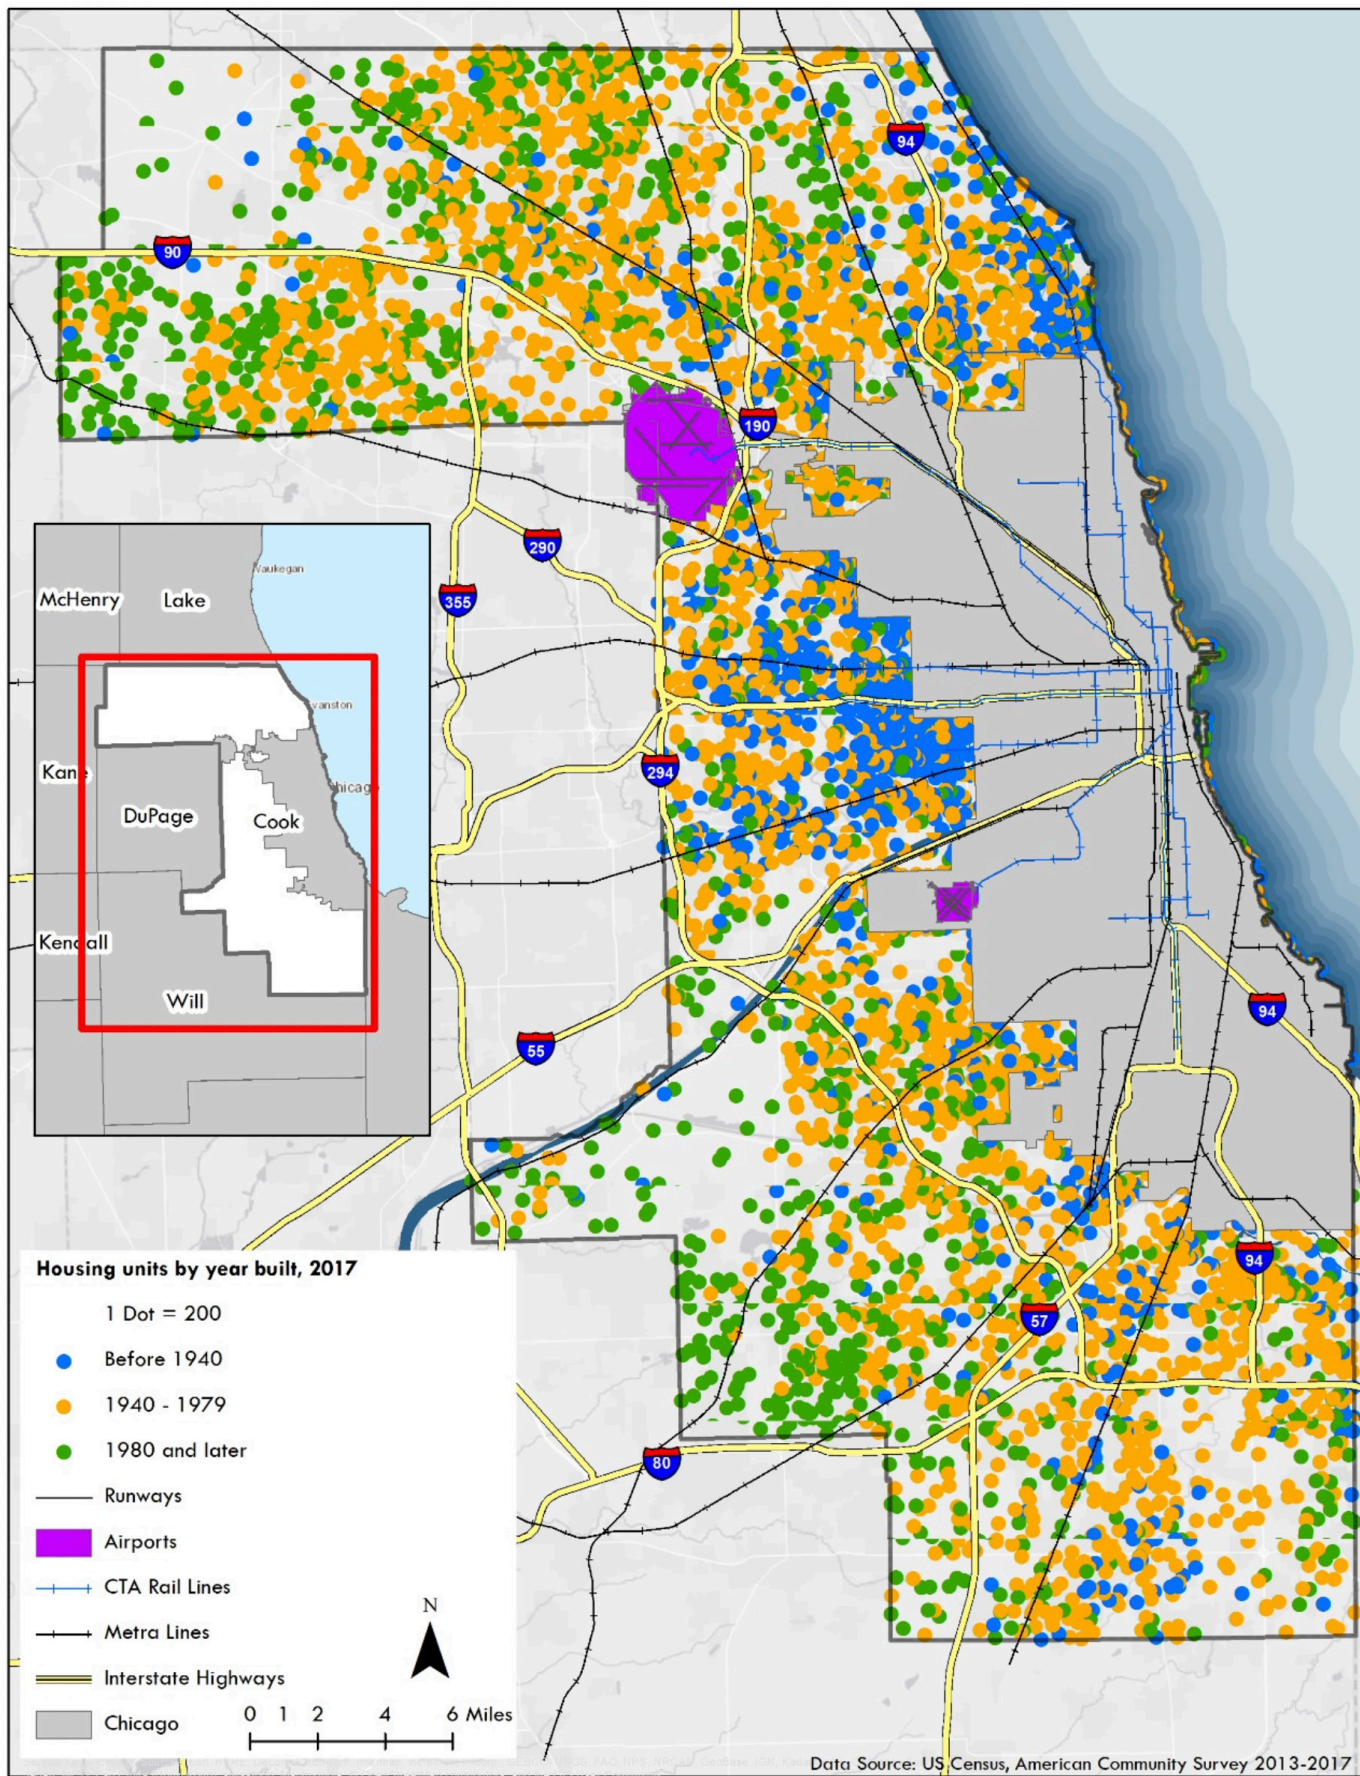 94
90
190
290
355
294
55
94
94
57
80
Waukegan
McHenry
Lake
vanston
Kane
hicago
DuPage
Cook
Kendall
Will
Housing units by year built, 2017
1 Dot = 200
Before 1940
1940 - 1979
1980 and later
Runways
Airports
CTA Rail Lines
Metra Lines
Interstate Highways
Chicago
N
0 1 2 4 6 Miles
Data Source: US Census, American Community Survey 2013-2017